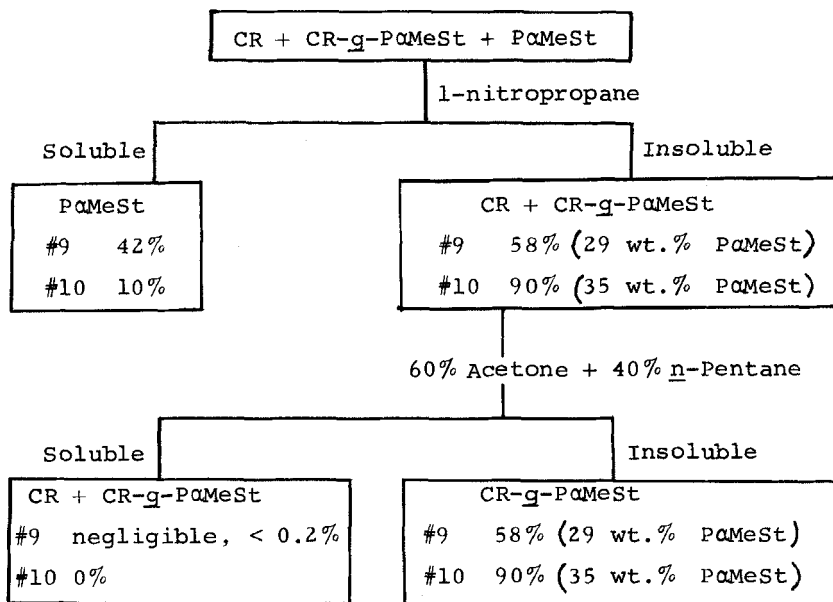 CR + CR-g-PαMeSt + PαMeSt
1-nitropropane
Soluble
Insoluble
PαMeSt
#9 42%
#10 10%
CR + CR-g-PαMeSt
#9 58% (29 wt.% PαMeSt)
#10 90% (35 wt.% PαMeSt)
60% Acetone + 40% n-Pentane
Soluble
Insoluble
CR + CR-g-PαMeSt
#9 negligible, < 0.2%
#10 0%
CR-g-PαMeSt
#9 58% (29 wt.% PαMeSt)
#10 90% (35 wt.% PαMeSt)